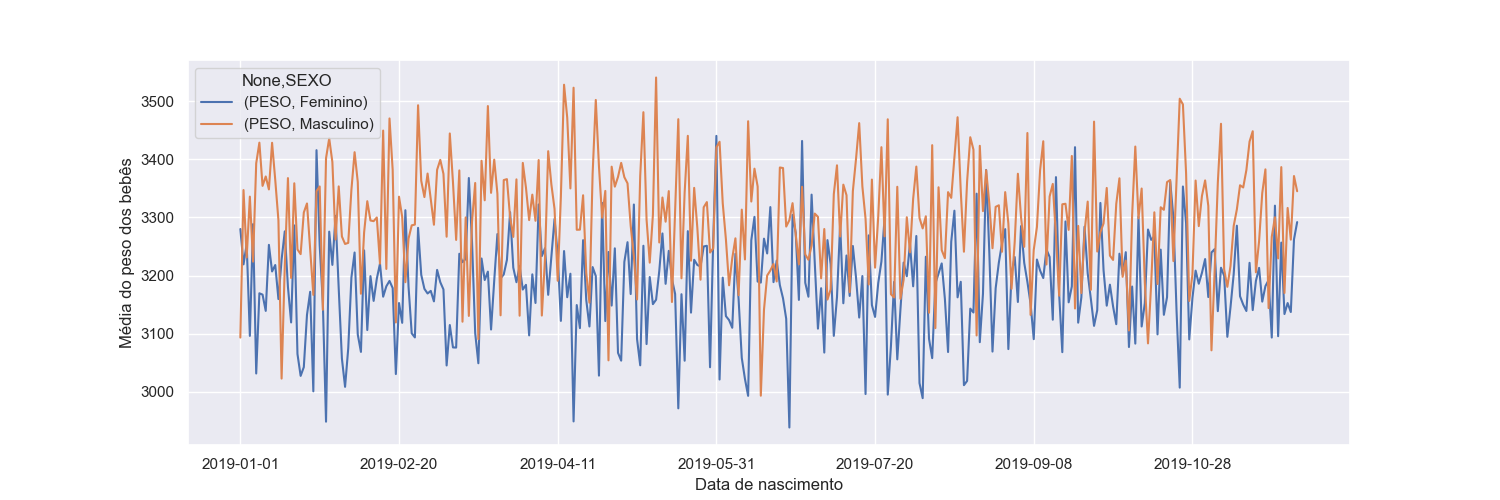 None,SEXO
(PESO, Feminino)
(PESO, Masculino)
Média do peso dos bebês
3500
3400
3300
3200
3100
3000
2019-01-01 2019-02-20 2019-04-11 2019-05-31 2019-07-20 2019-09-08 2019-10-28
Data de nascimento